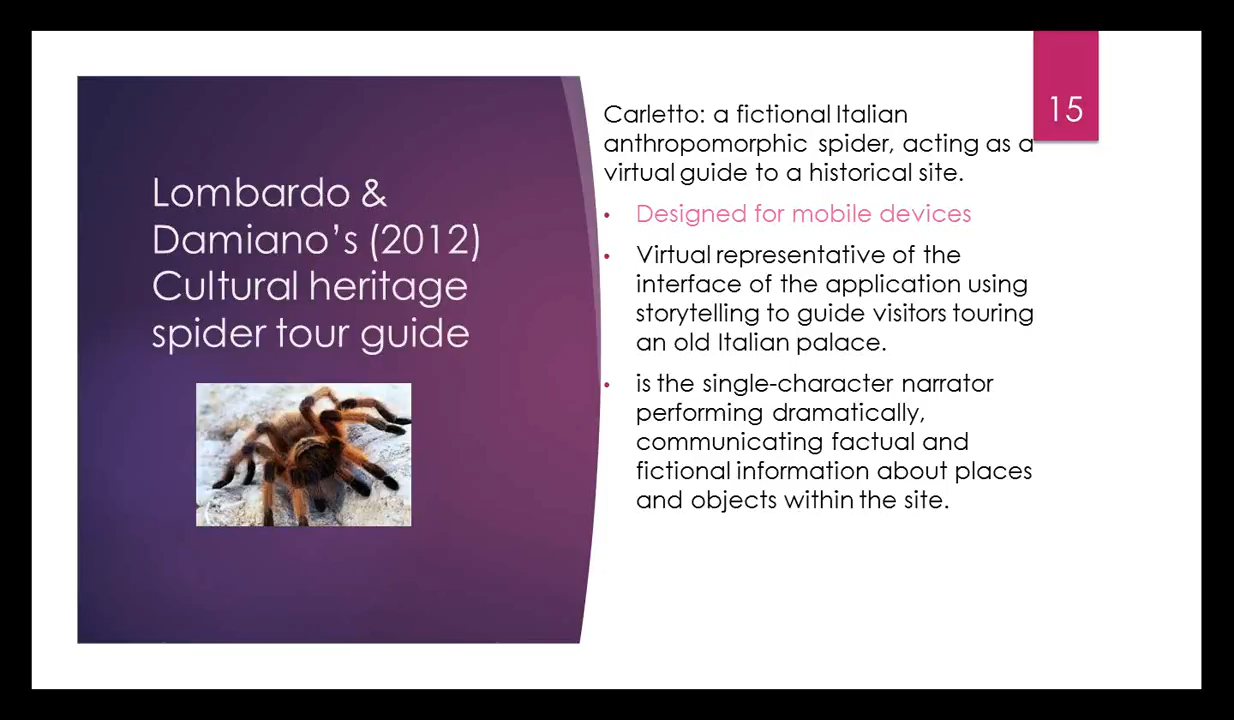 15
Lombardo &
Damiano’s (2012)
Cultural heritage
spider tour guide
Carletto: a fictional Italian
anthropomorphic spider, acting as a
virtual guide to a historical site.
• Designed for mobile devices
• Virtual representative of the
interface of the application using
storytelling to guide visitors touring
an old Italian palace.
• is the single-character narrator
performing dramatically,
communicating factual and
fictional information about places
and objects within the site.